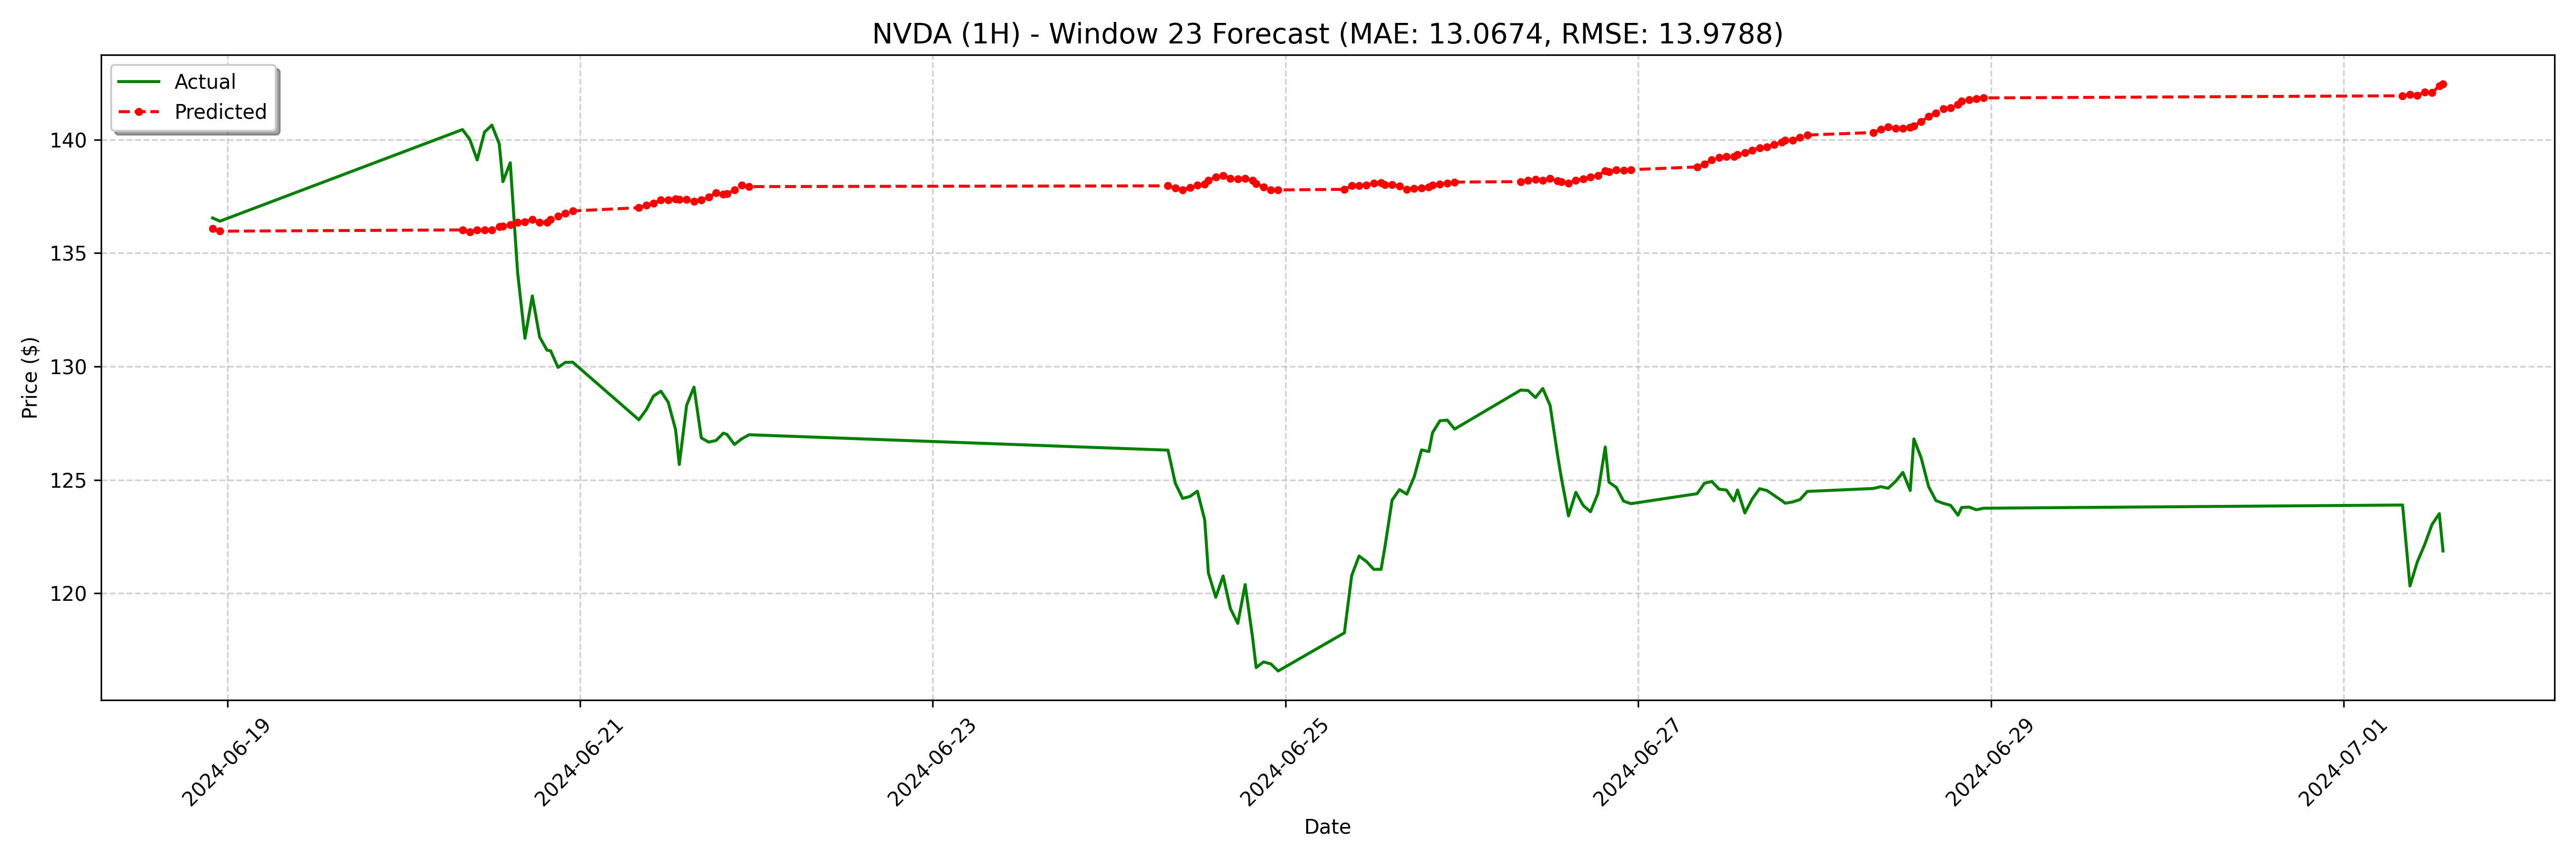 NVDA (1H) - Window 23 Forecast (MAE: 13.0674, RMSE: 13.9788)
Actual
Predicted
Price ($)
140
135
130
125
120
2024-06-19
2024-06-21
2024-06-23
2024-06-25
2024-06-27
2024-06-29
2024-07-01
Date